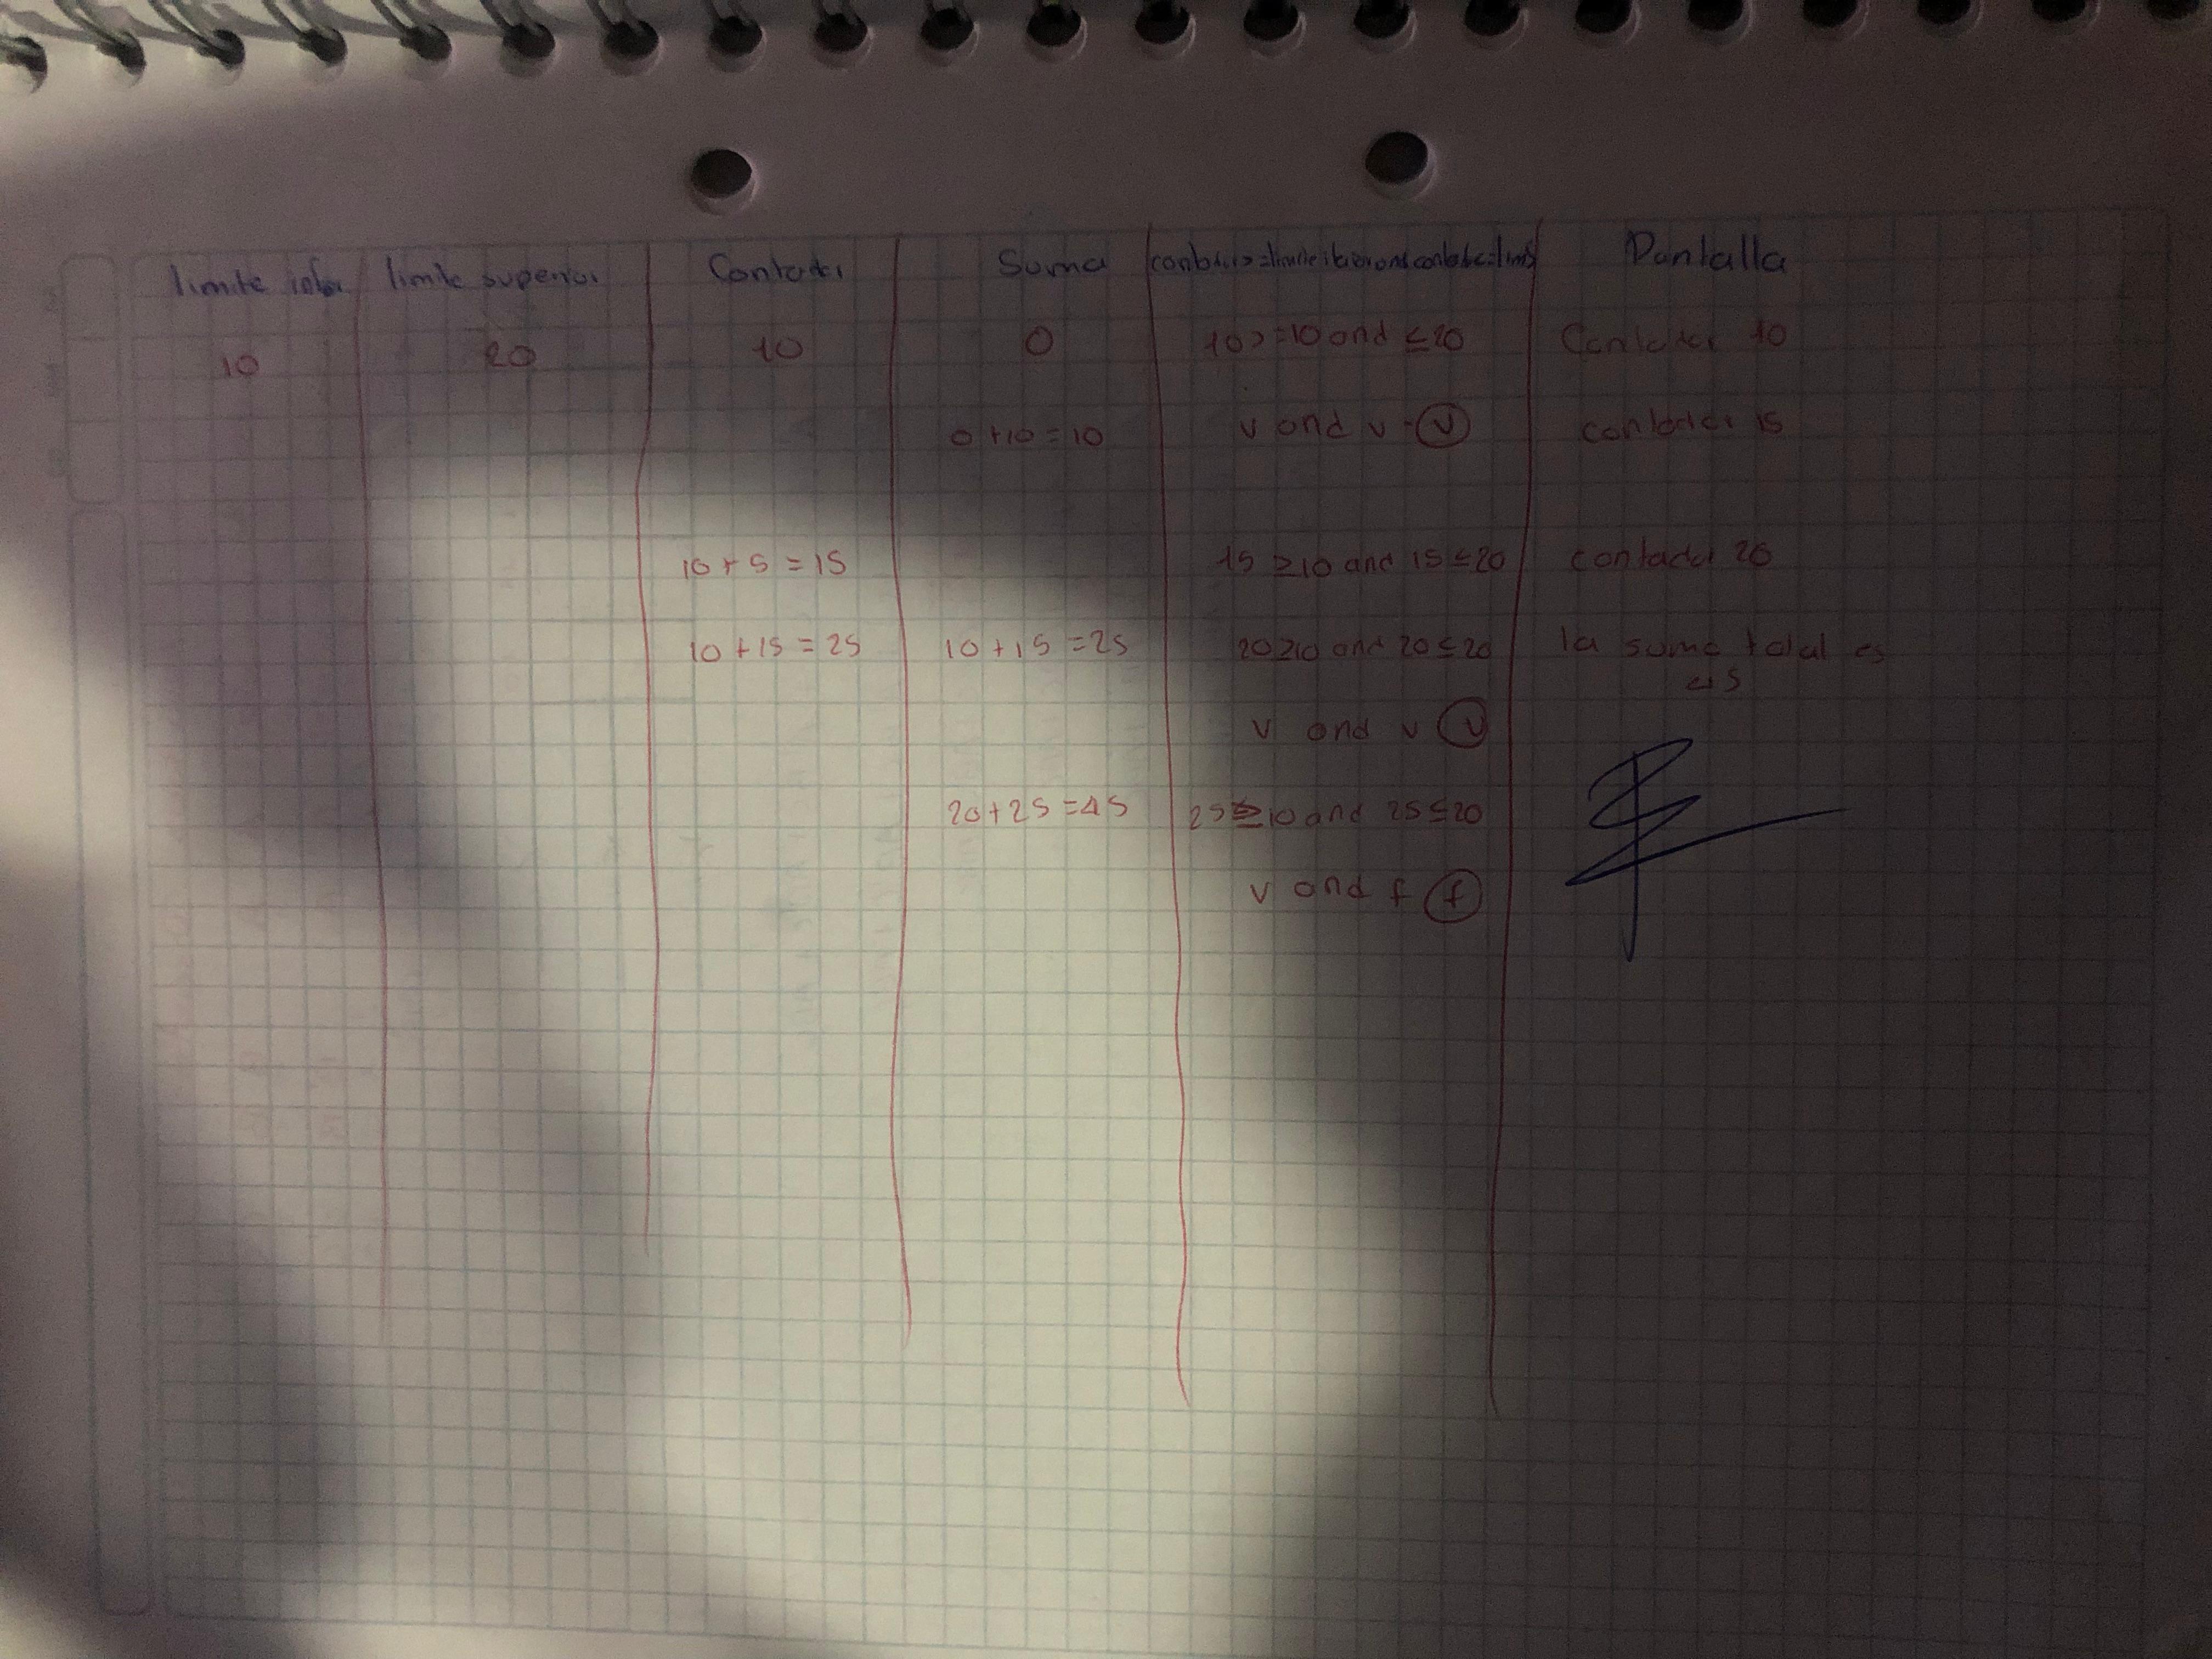 limite infer limite superior Contador Suma contador>=limiteinferior and contador<=limS Pantalla
10 20 10 0 10>=10 and ≤20 Contador 10
0+10=10 v and v = v contador 15
10+5=15 15≥10 and 15≤20 contador 20
10+15=25 10+15=25 20≥10 and 20≤20 la suma total es
45
v and v v
20+25=45 25≥10 and 25≤20
v and f f